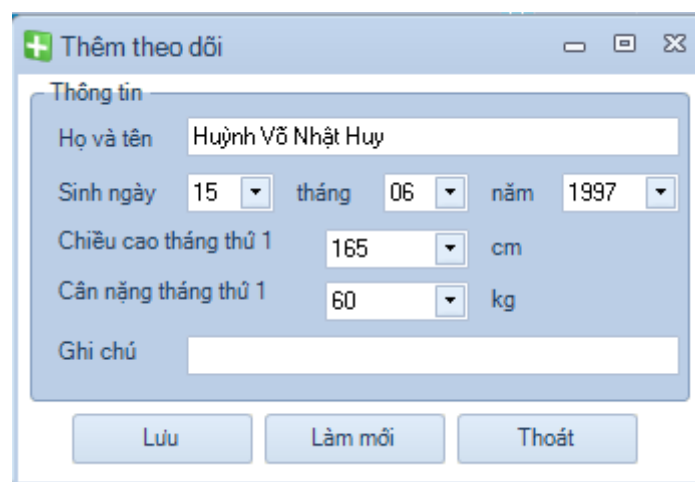 Thêm theo dõi
Thông tin
Họ và tên Huỳnh Võ Nhật Huy
Sinh ngày 15 tháng 06 năm 1997
Chiều cao tháng thứ 1 165 cm
Cân nặng tháng thứ 1 60 kg
Ghi chú
Lưu Làm mới Thoát